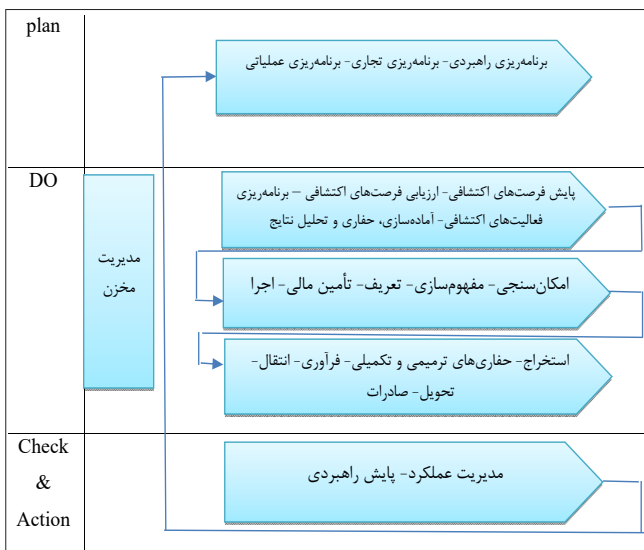 plan
برنامه‌ریزی راهبردی- برنامه‌ریزی تجاری- برنامه‌ریزی عملیاتی
DO
مدیریت
مخزن
پایش فرصت‌های اکتشافی- ارزیابی فرصت‌های اکتشافی – برنامه‌ریزی
فعالیت‌های اکتشافی- آماده‌سازی، حفاری و تحلیل نتایج
امکان‌سنجی- مفهوم‌سازی- تعریف- تأمین مالی- اجرا
استخراج- حفاری‌های ترمیمی و تکمیلی- فرآوری- انتقال-
تحویل- صادرات
Check
&
Action
مدیریت عملکرد- پایش راهبردی